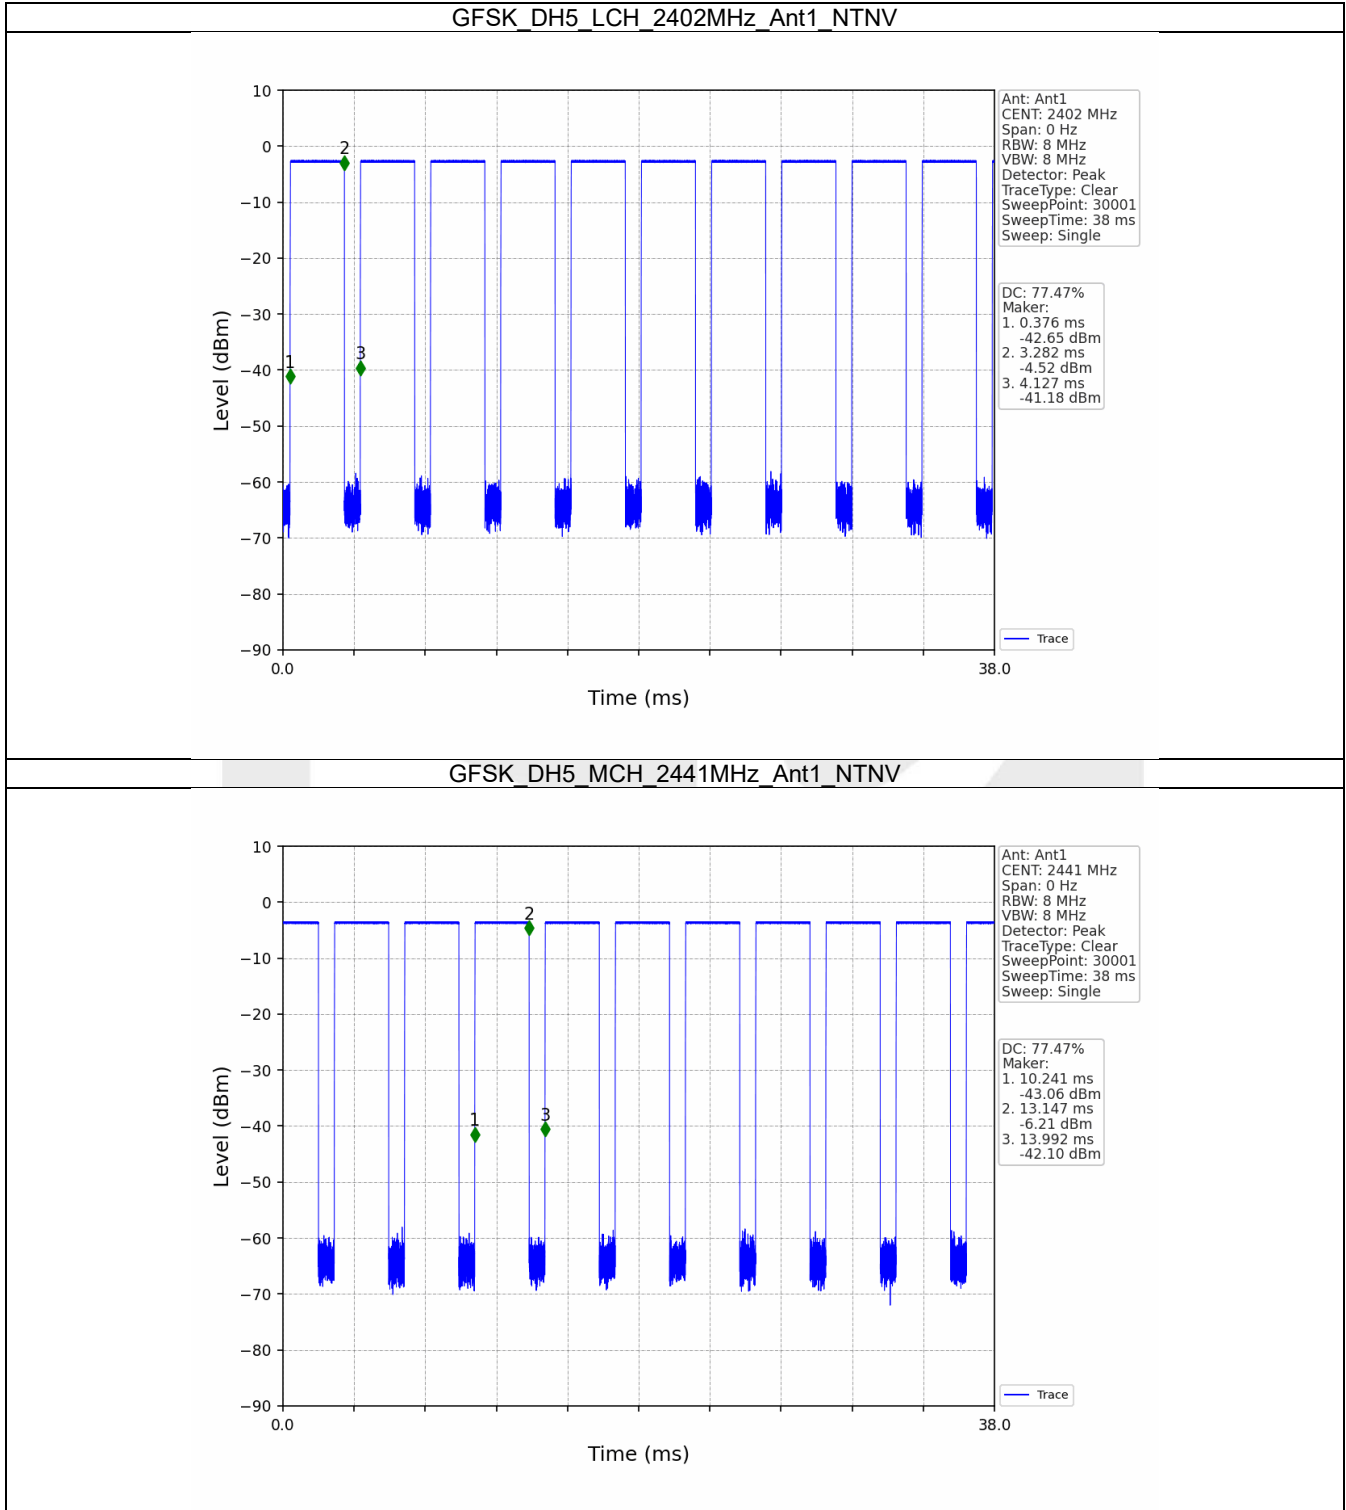 GFSK_DH5_LCH_2402MHz_Ant1_NTNV
10
0
−10
−20
−30
−40
−50
−60
−70
−80
−90
Level (dBm)
1
2
3
0.0
38.0
Time (ms)
Ant: Ant1
CENT: 2402 MHz
Span: 0 Hz
RBW: 8 MHz
VBW: 8 MHz
Detector: Peak
TraceType: Clear
SweepPoint: 30001
SweepTime: 38 ms
Sweep: Single
DC: 77.47%
Maker:
1. 0.376 ms
-42.65 dBm
2. 3.282 ms
-4.52 dBm
3. 4.127 ms
-41.18 dBm
Trace
GFSK_DH5_MCH_2441MHz_Ant1_NTNV
10
0
−10
−20
−30
−40
−50
−60
−70
−80
−90
Level (dBm)
1
2
3
0.0
38.0
Time (ms)
Ant: Ant1
CENT: 2441 MHz
Span: 0 Hz
RBW: 8 MHz
VBW: 8 MHz
Detector: Peak
TraceType: Clear
SweepPoint: 30001
SweepTime: 38 ms
Sweep: Single
DC: 77.47%
Maker:
1. 10.241 ms
-43.06 dBm
2. 13.147 ms
-6.21 dBm
3. 13.992 ms
-42.10 dBm
Trace